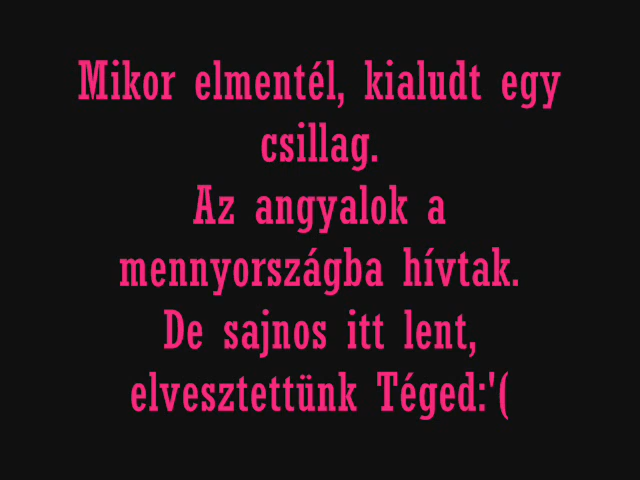 Mikor elmentél, kialudt egy
csillag.
Az angyalok a
mennyországba hívtak.
De sajnos itt lent,
elvesztettünk Téged:'(